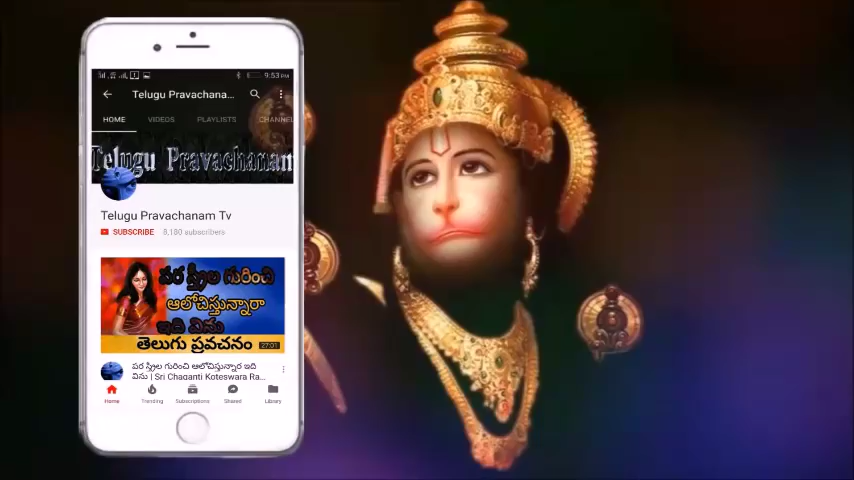 9:53 PM
Telugu Pravachana...
HOME VIDEOS PLAYLISTS CHANNEL
Telugu Pravachanam
Telugu Pravachanam Tv
SUBSCRIBE 8,180 subscribers
పర స్త్రీల గురించి
ఆలోచిస్తున్నారా
ఇది విను
తెలుగు ప్రవచనం 27:01
పర స్త్రీల గురించి ఆలోచిస్తున్నార ఇది
విను | Sri Chaganti Koteswara Ra...
Home Trending Subscriptions Shared Library